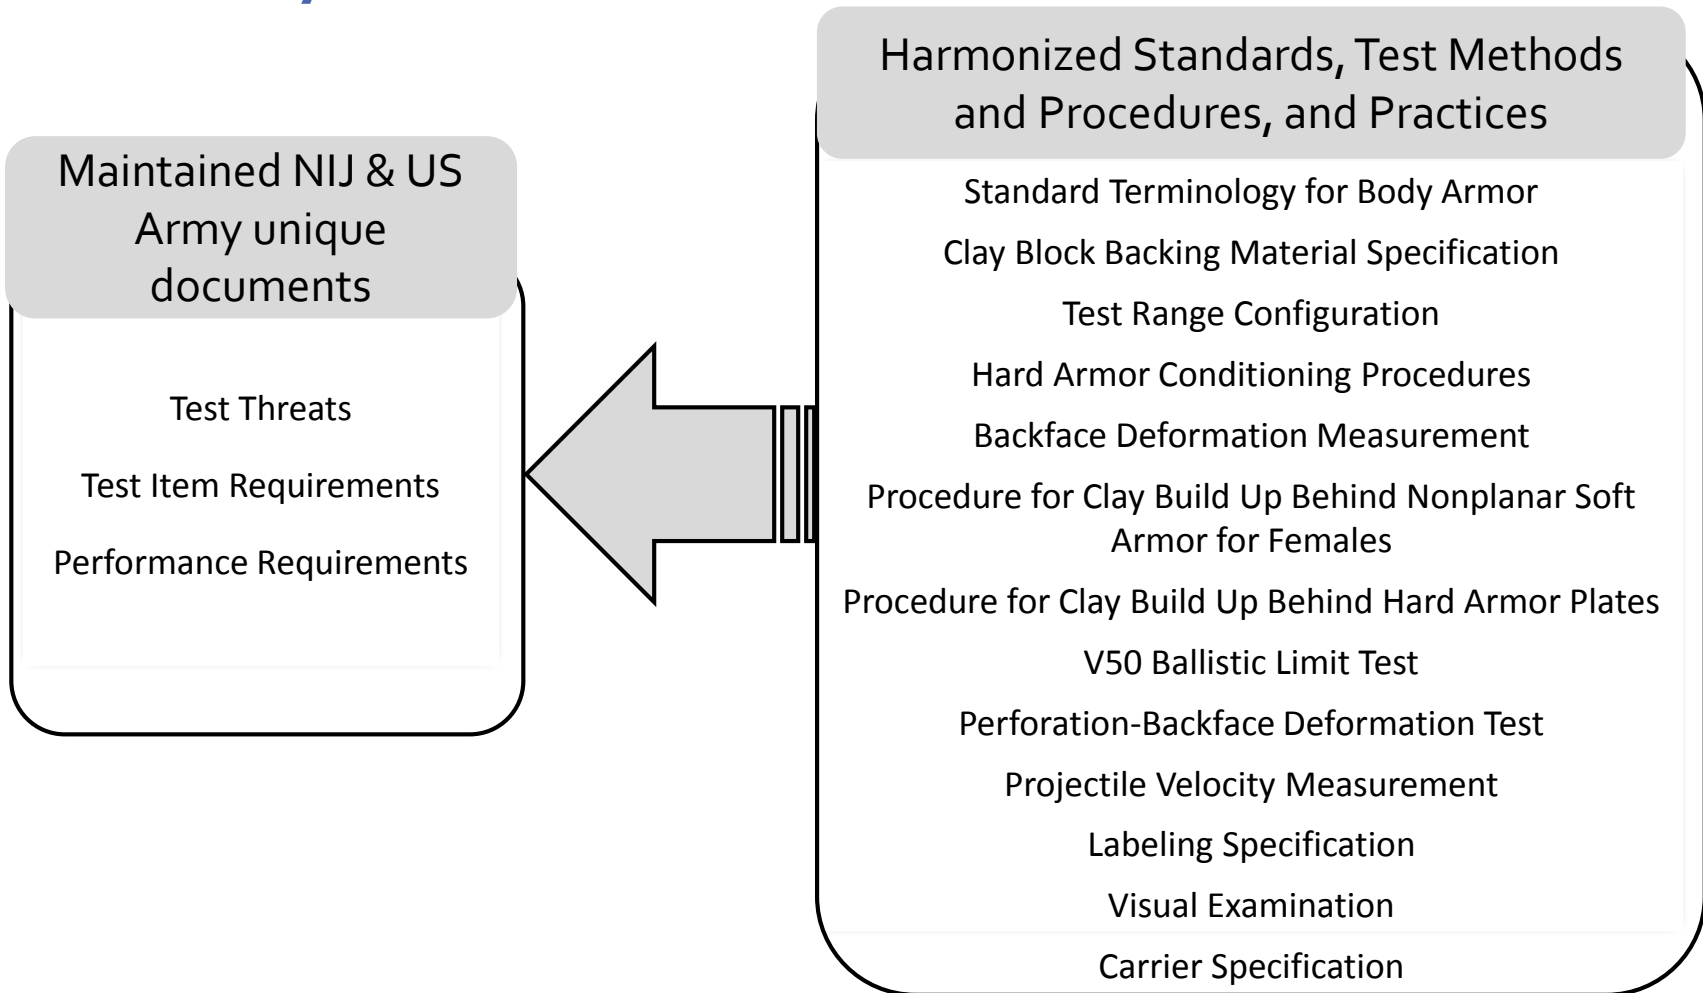 Maintained NIJ & US
Army unique
documents
Test Threats
Test Item Requirements
Performance Requirements
Harmonized Standards, Test Methods
and Procedures, and Practices
Standard Terminology for Body Armor
Clay Block Backing Material Specification
Test Range Configuration
Hard Armor Conditioning Procedures
Backface Deformation Measurement
Procedure for Clay Build Up Behind Nonplanar Soft
Armor for Females
Procedure for Clay Build Up Behind Hard Armor Plates
V50 Ballistic Limit Test
Perforation-Backface Deformation Test
Projectile Velocity Measurement
Labeling Specification
Visual Examination
Carrier Specification